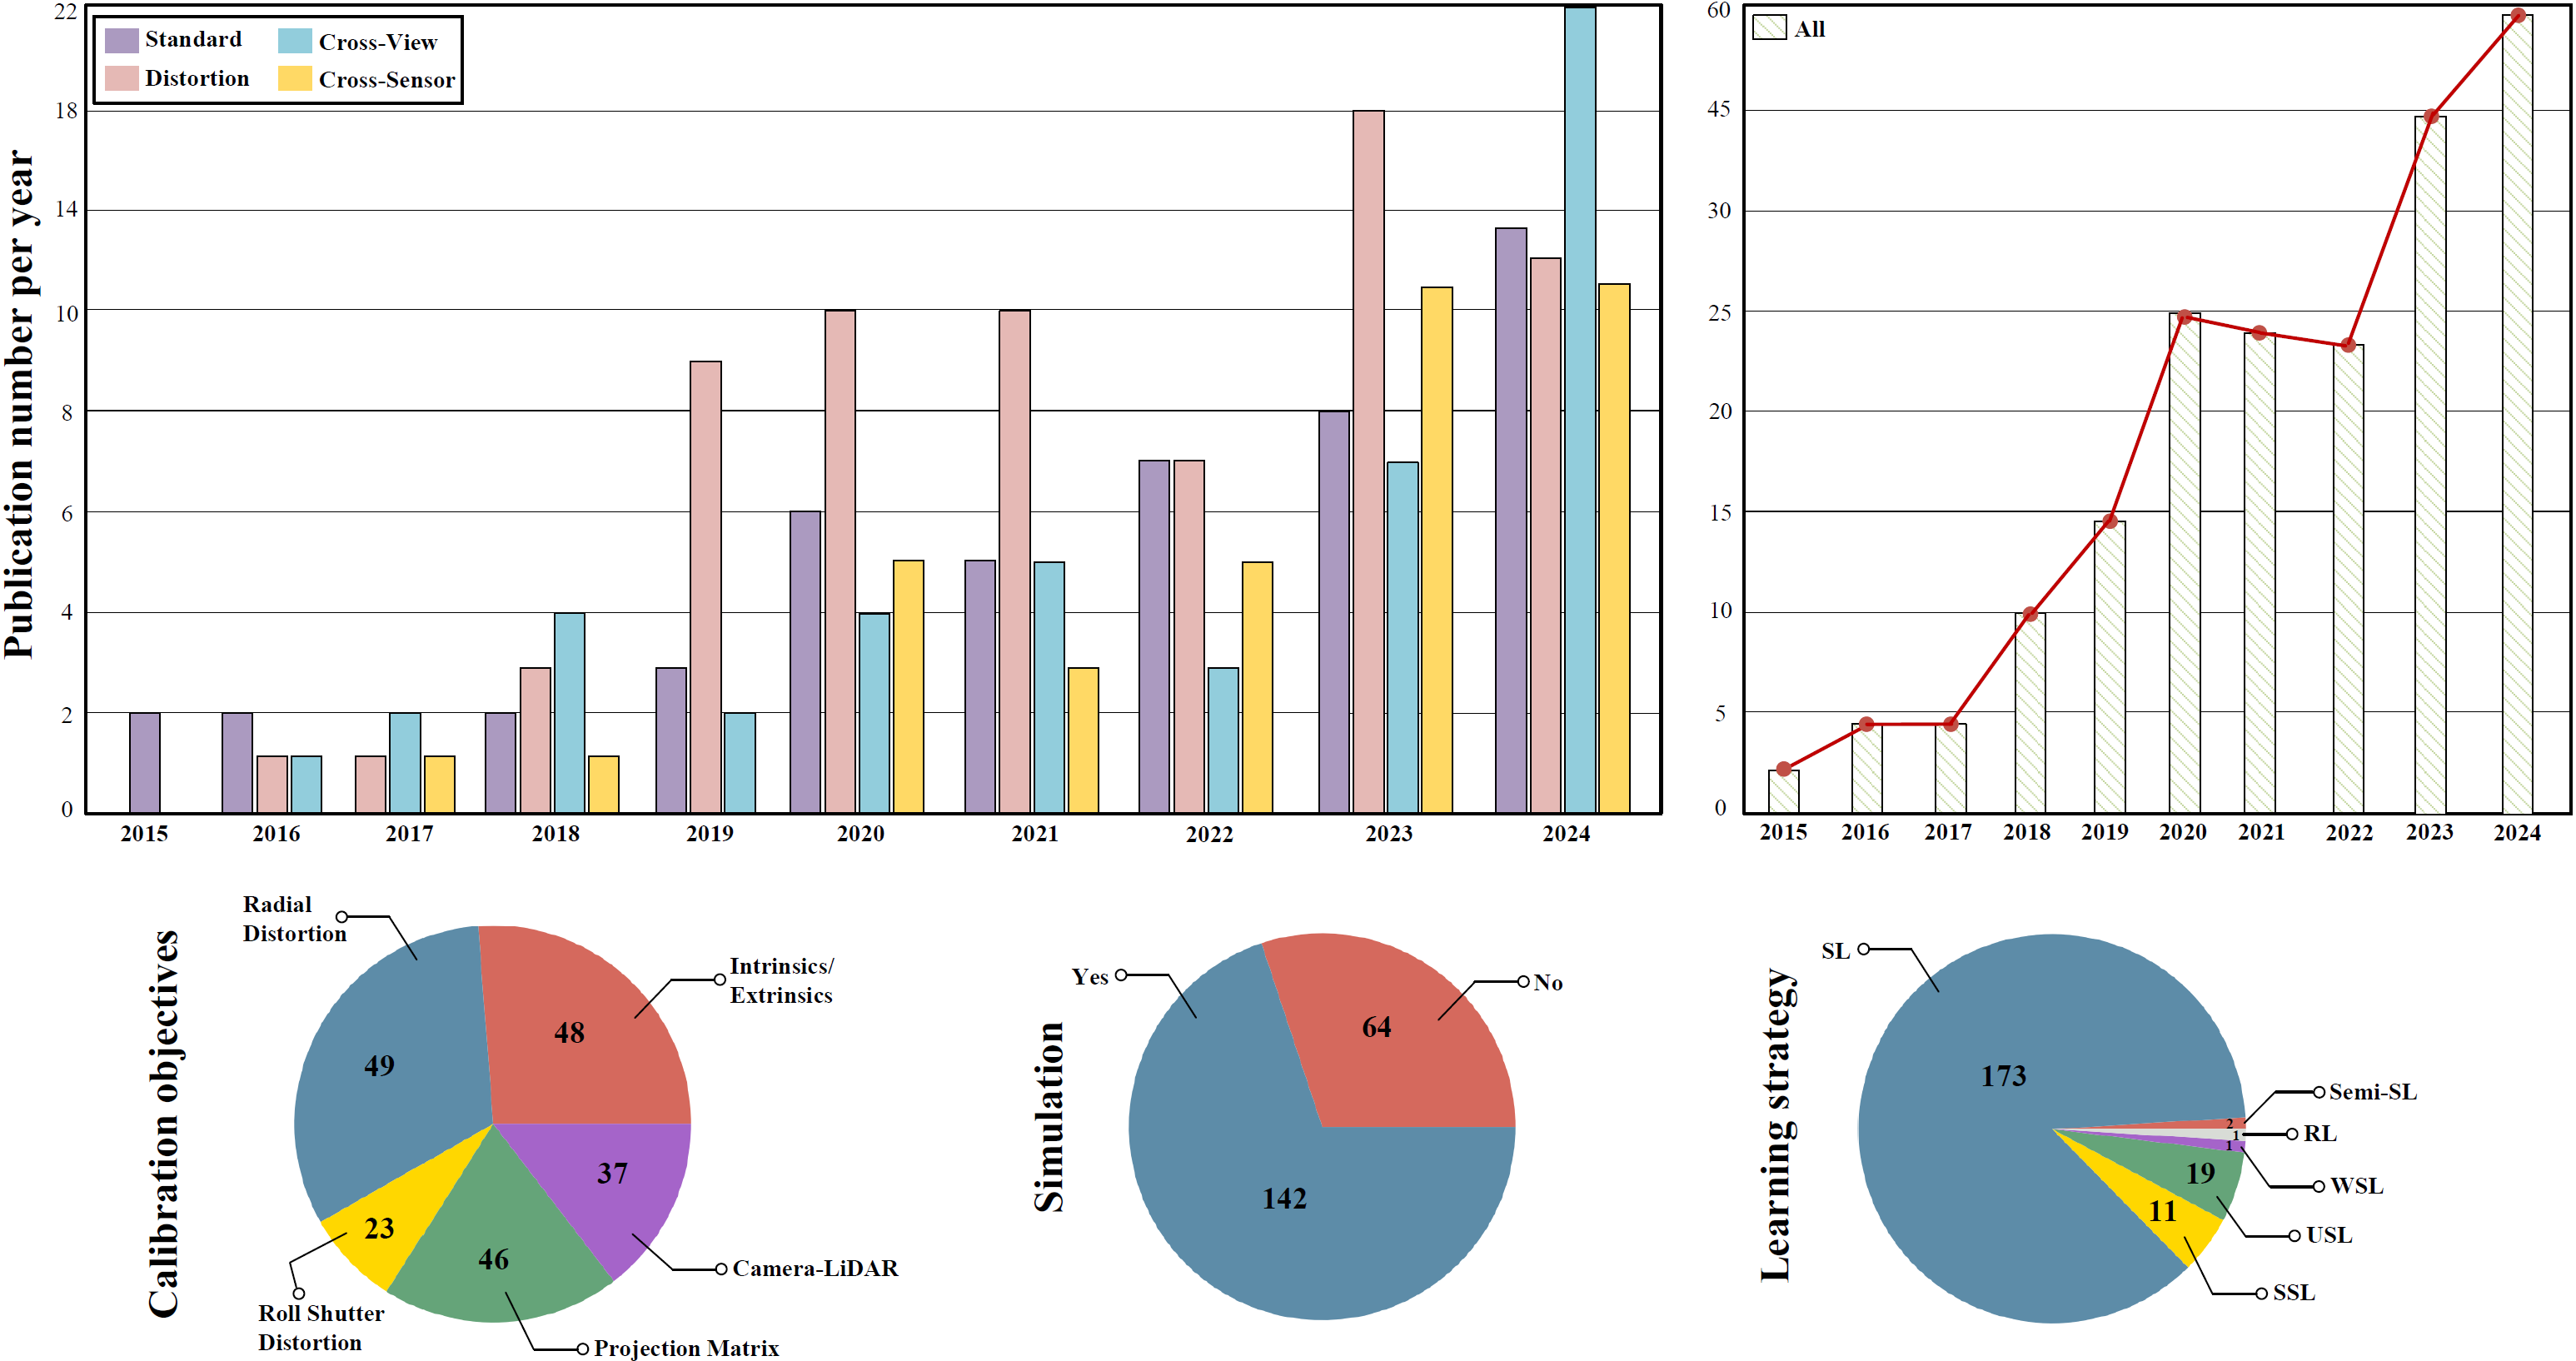 Publication number per year
22
18
14
10
8
6
4
2
0
Standard
Distortion
Cross-View
Cross-Sensor
2015 2016 2017 2018 2019 2020 2021 2022 2023 2024
60
45
30
25
20
15
10
5
0
All
2015 2016 2017 2018 2019 2020 2021 2022 2023 2024
Calibration objectives
Radial
Distortion
Intrinsics/
Extrinsics
48
49
37
23
46
Camera-LiDAR
Roll Shutter
Distortion
Projection Matrix
Simulation
Yes
No
64
142
Learning strategy
SL
173
Semi-SL
2
RL
1
WSL
1
19
USL
11
SSL